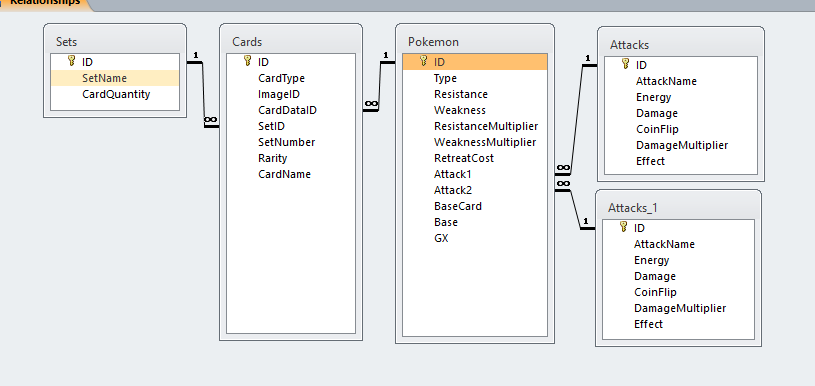 Relationships
Sets
ID
SetName
CardQuantity
1
∞
Cards
ID
CardType
ImageID
CardDataID
SetID
SetNumber
Rarity
CardName
1
∞
Pokemon
ID
Type
Resistance
Weakness
ResistanceMultiplier
WeaknessMultiplier
RetreatCost
Attack1
Attack2
BaseCard
Base
GX
1
∞
∞
1
Attacks
ID
AttackName
Energy
Damage
CoinFlip
DamageMultiplier
Effect
Attacks_1
ID
AttackName
Energy
Damage
CoinFlip
DamageMultiplier
Effect